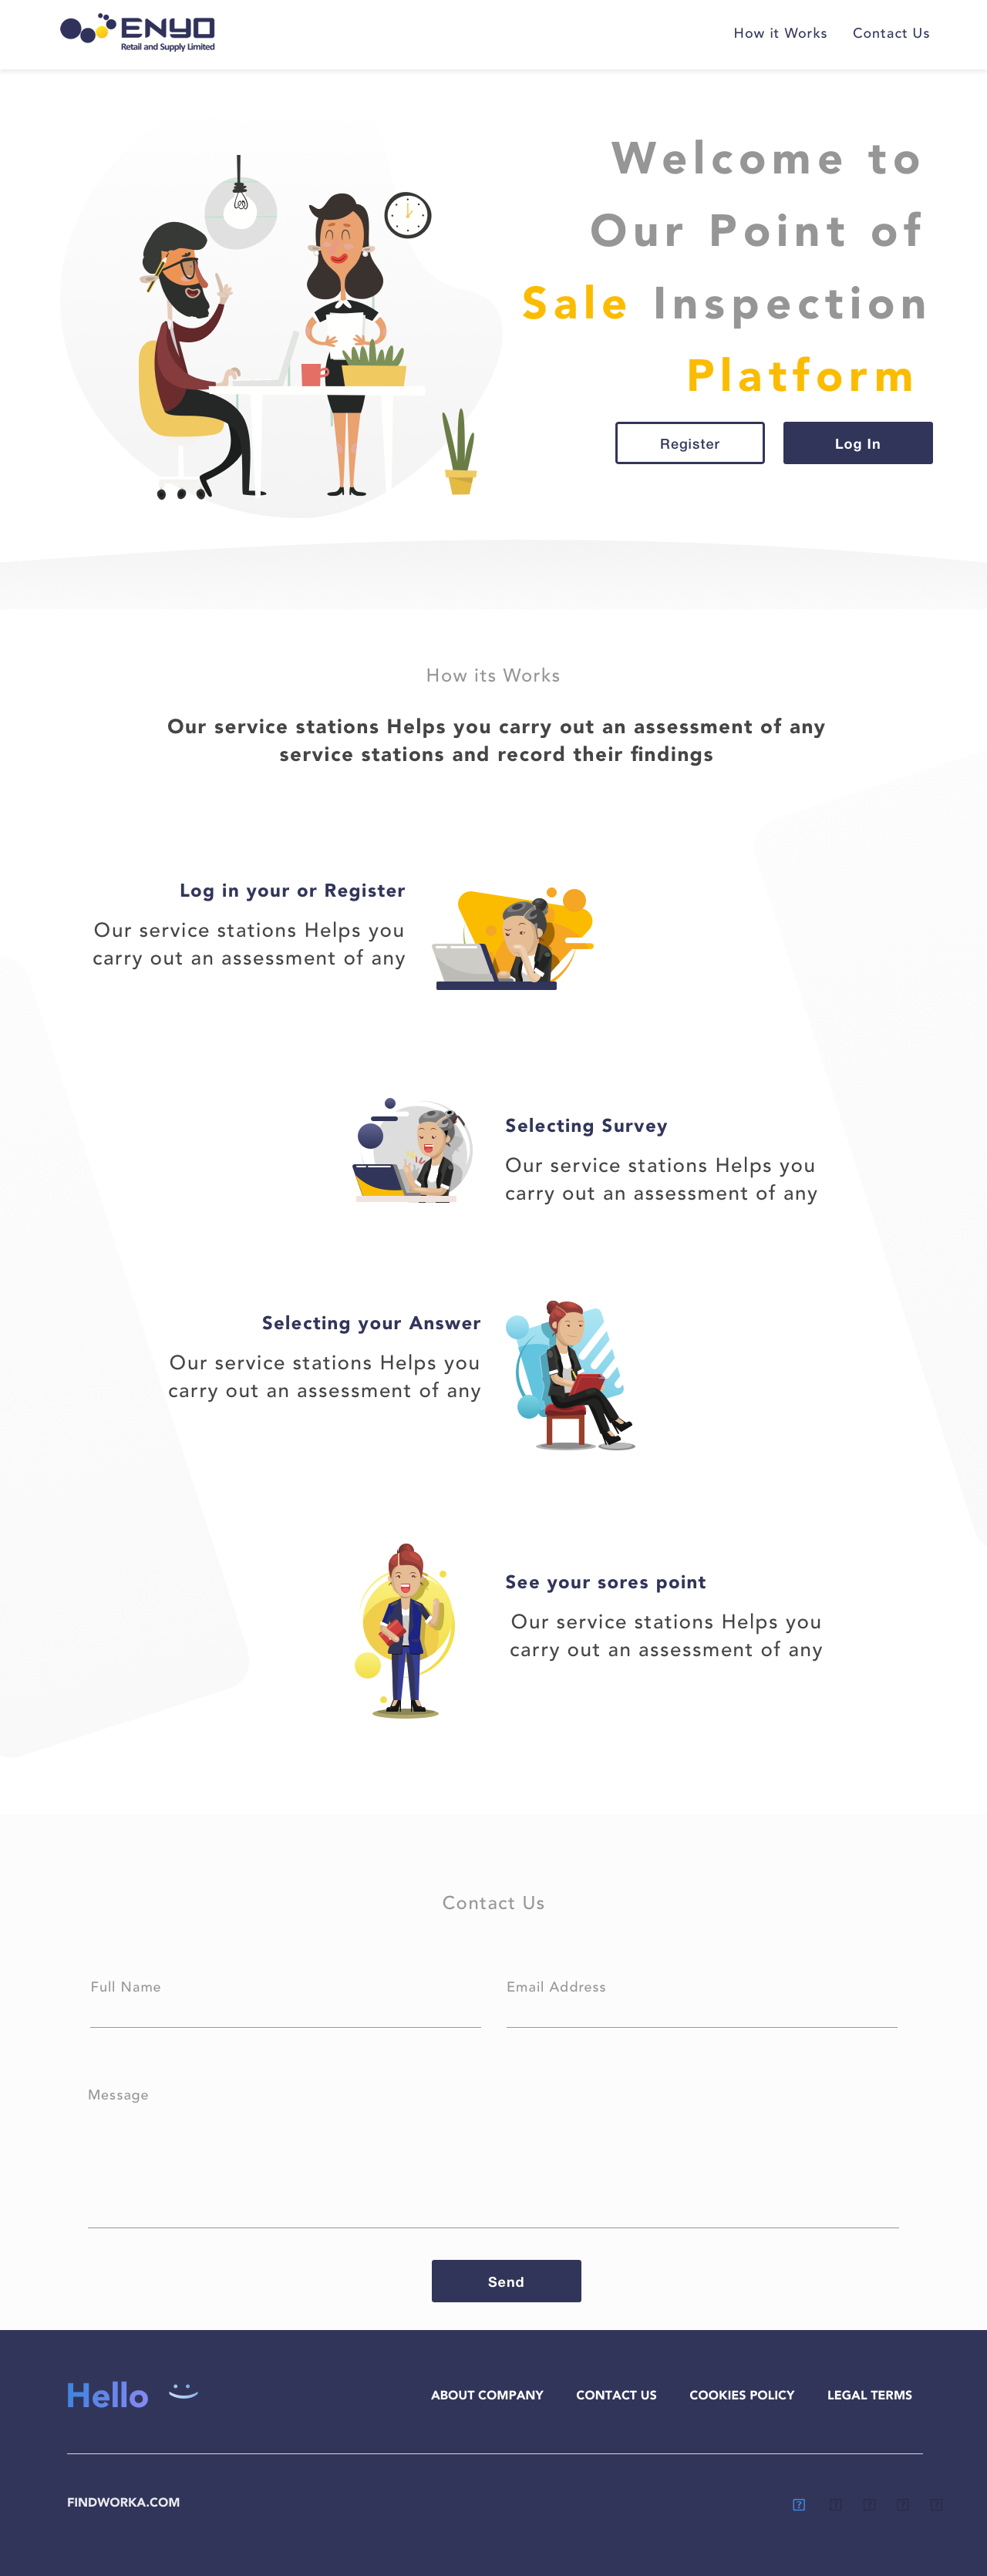 ENYO
Retail and Supply Limited
How it Works
Contact Us
Welcome to
Our Point of
Sale Inspection
Platform
Register
Log In
How its Works
Our service stations Helps you carry out an assessment of any
service stations and record their findings
Log in your or Register
Our service stations Helps you
carry out an assessment of any
Selecting Survey
Our service stations Helps you
carry out an assessment of any
Selecting your Answer
Our service stations Helps you
carry out an assessment of any
See your sores point
Our service stations Helps you
carry out an assessment of any
Contact Us
Full Name
Email Address
Message
Send
Hello
ABOUT COMPANY
CONTACT US
COOKIES POLICY
LEGAL TERMS
FINDWORKA.COM